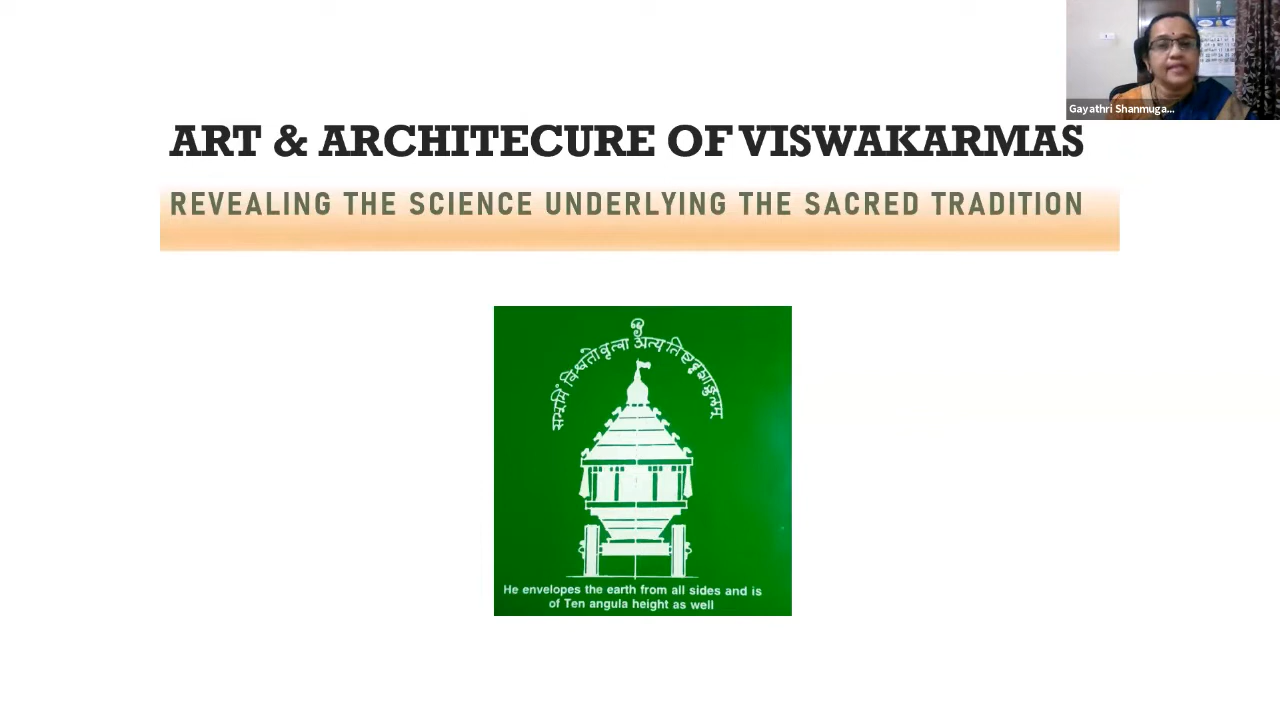 Gayathri Shanmuga...
ART & ARCHITECURE OF VISWAKARMAS
REVEALING THE SCIENCE UNDERLYING THE SACRED TRADITION
विश्वतो वृत्वा
He envelopes the earth from all sides and is
of Ten angula height as well